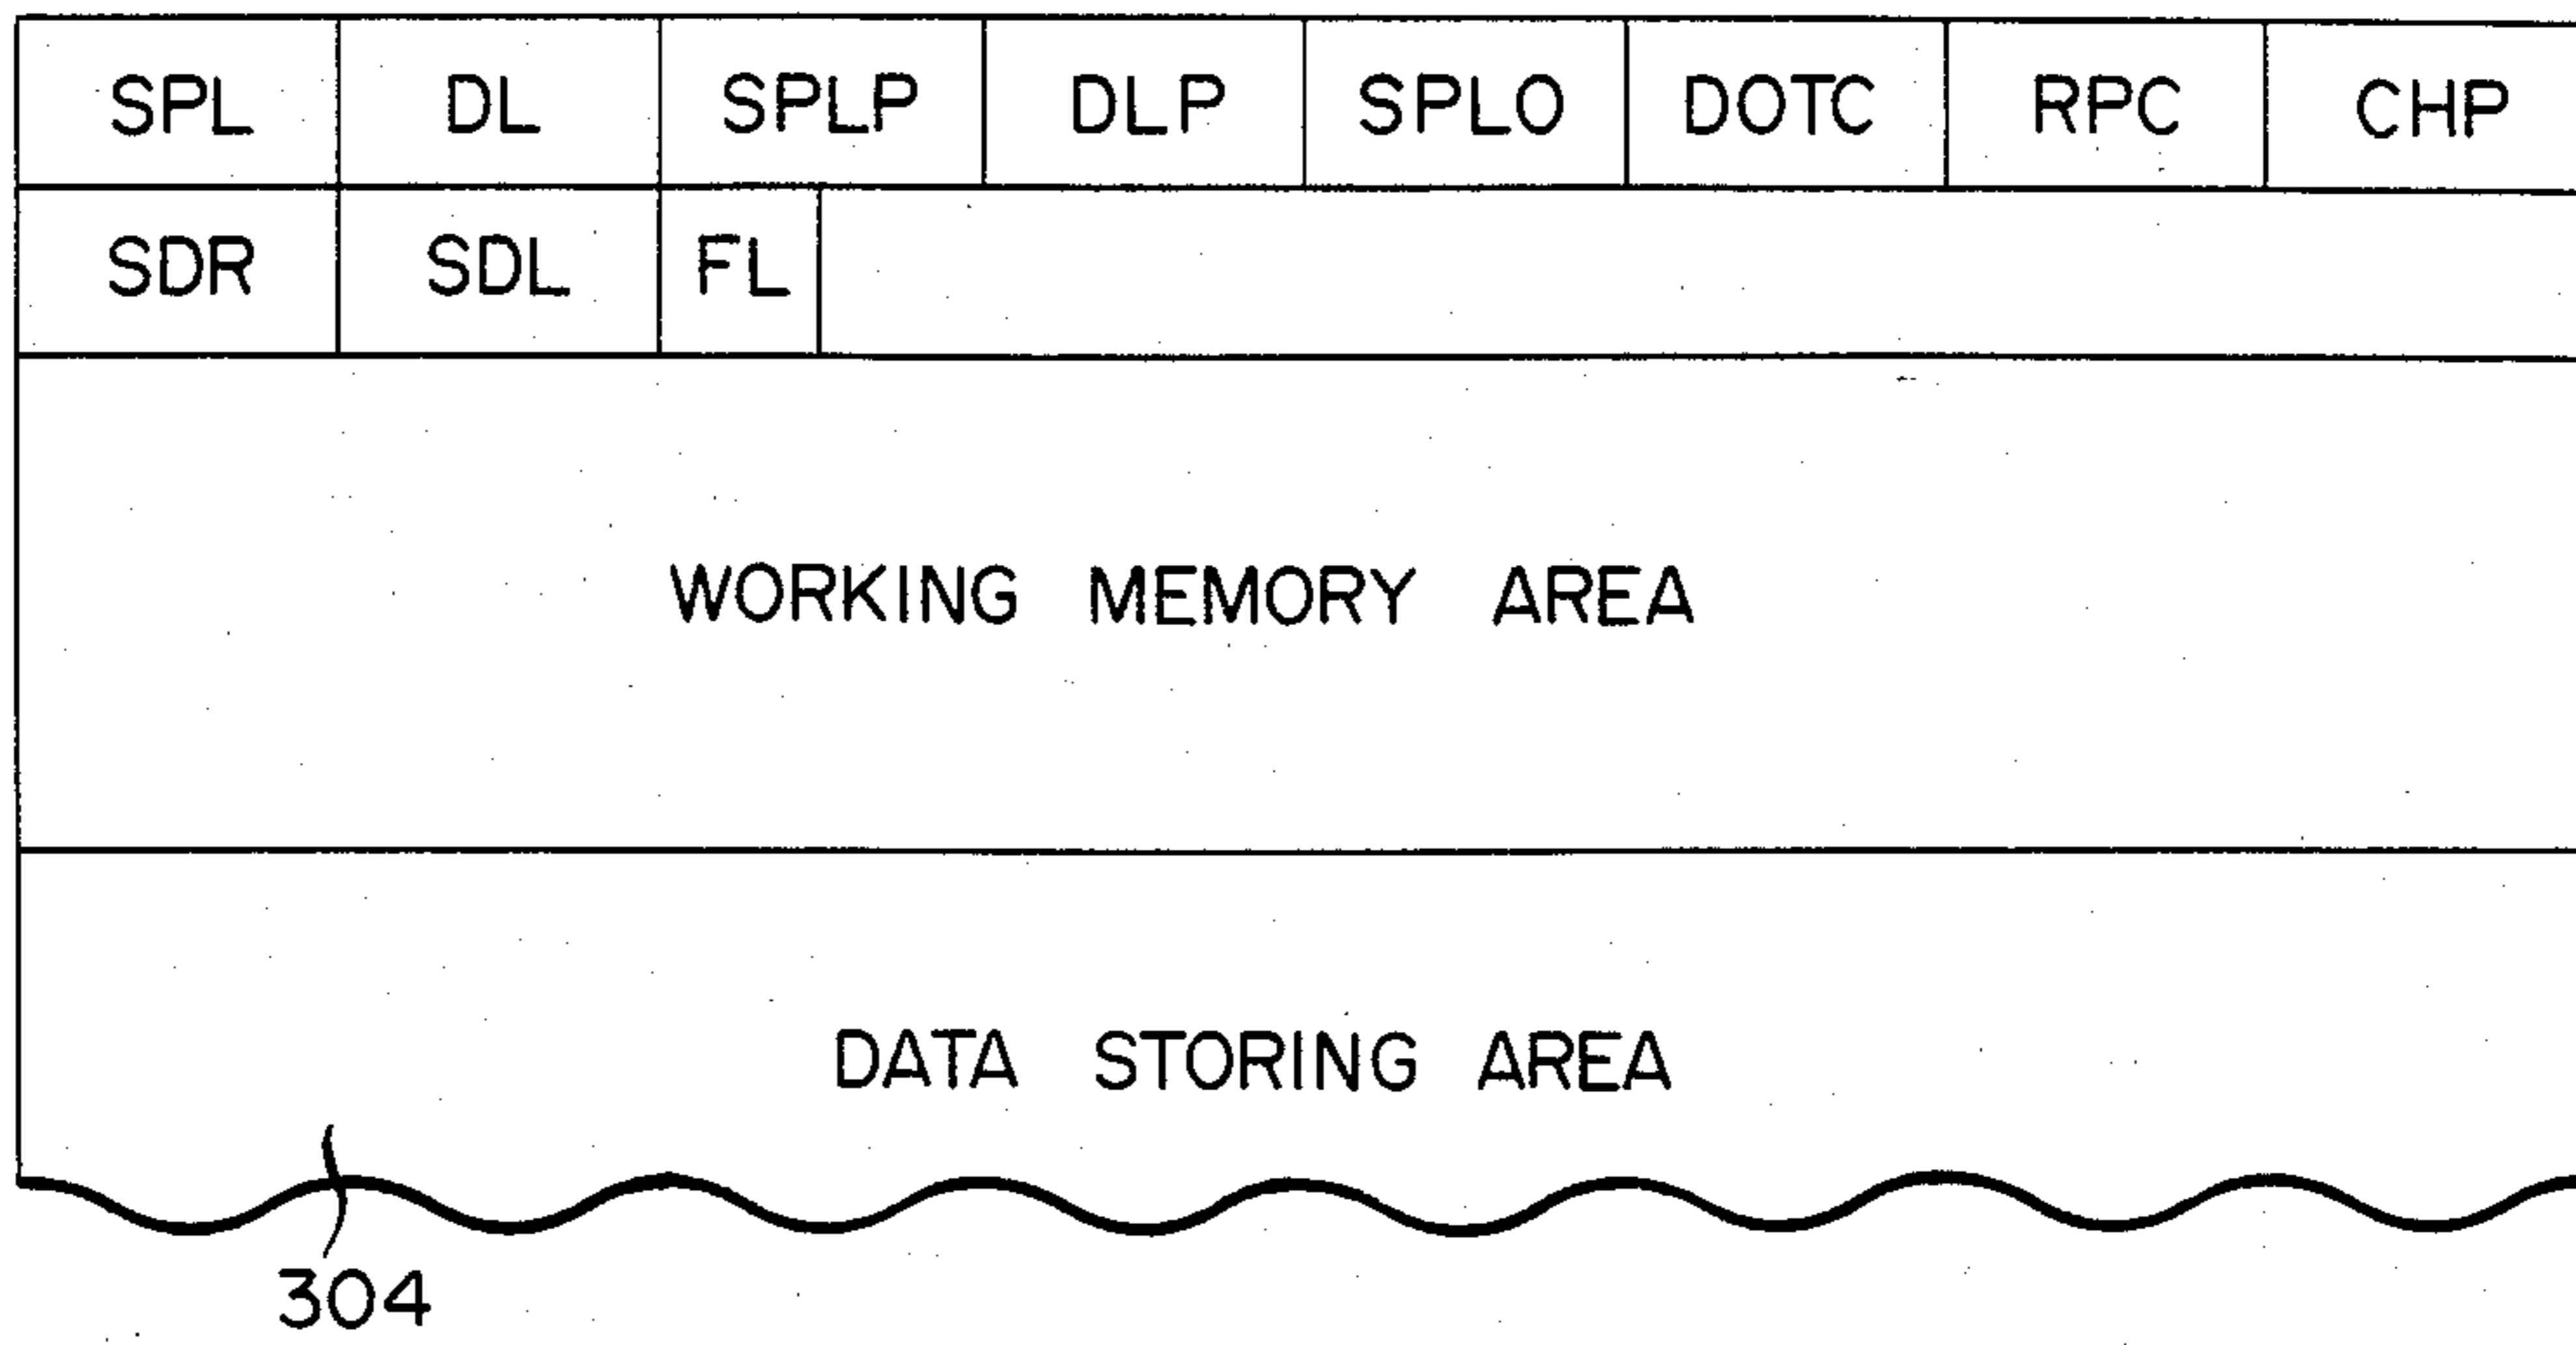 SPL DL SPLP DLP SPLO DOTC RPC CHP
SDR SDL FL
WORKING MEMORY AREA
DATA STORING AREA
304